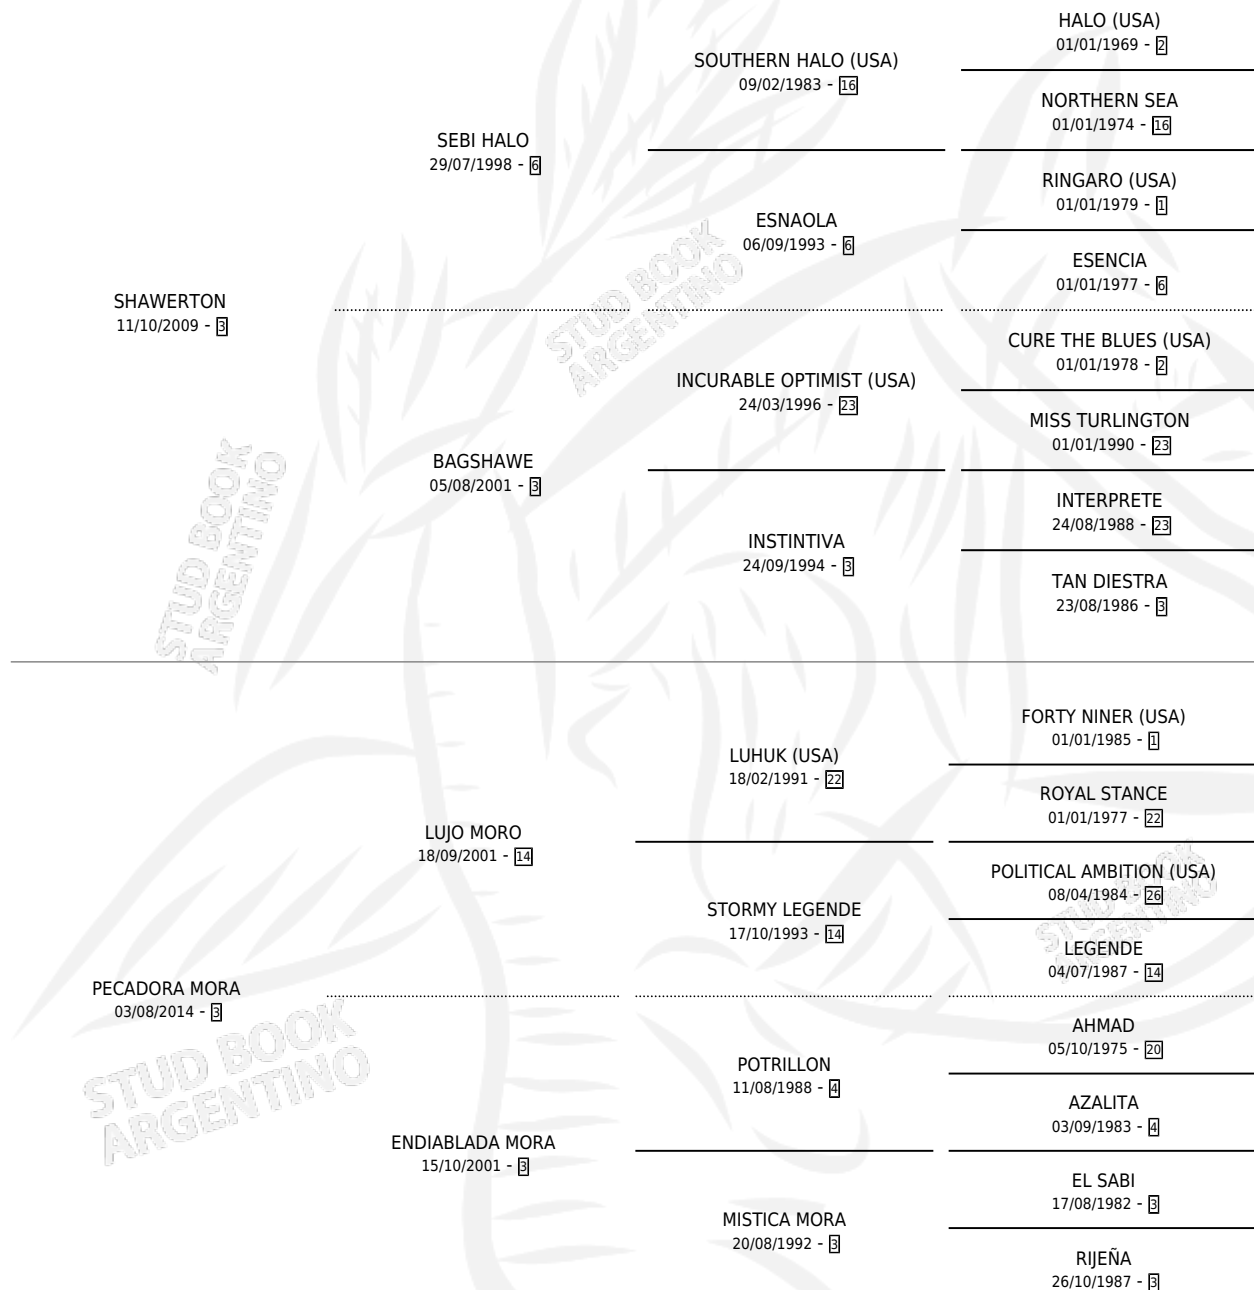 HALO (USA)
01/01/1969 - 2
SOUTHERN HALO (USA)
09/02/1983 - 16
NORTHERN SEA
01/01/1974 - 16
SEBI HALO
29/07/1998 - 6
RINGARO (USA)
01/01/1979 - 1
ESNAOLA
06/09/1993 - 6
ESENCIA
01/01/1977 - 6
SHAWERTON
11/10/2009 - 3
STUD BOOK
ARGENTINO
CURE THE BLUES (USA)
01/01/1978 - 2
INCURABLE OPTIMIST (USA)
24/03/1996 - 23
MISS TURLINGTON
01/01/1990 - 23
BAGSHAWE
05/08/2001 - 3
INTERPRETE
24/08/1988 - 23
INSTINTIVA
24/09/1994 - 3
TAN DIESTRA
23/08/1986 - 3
STUD BOOK
ARGENTINO
FORTY NINER (USA)
01/01/1985 - 1
LUHUK (USA)
18/02/1991 - 22
ROYAL STANCE
01/01/1977 - 22
LUJO MORO
18/09/2001 - 14
POLITICAL AMBITION (USA)
08/04/1984 - 26
STORMY LEGENDE
17/10/1993 - 14
LEGENDE
04/07/1987 - 14
STUD BOOK
ARGENTINO
PECADORA MORA
03/08/2014 - 3
STUD BOOK
ARGENTINO
AHMAD
05/10/1975 - 20
POTRILLON
11/08/1988 - 4
AZALITA
03/09/1983 - 4
ENDIABLADA MORA
15/10/2001 - 3
EL SABI
17/08/1982 - 3
MISTICA MORA
20/08/1992 - 3
RIJEÑA
26/10/1987 - 3